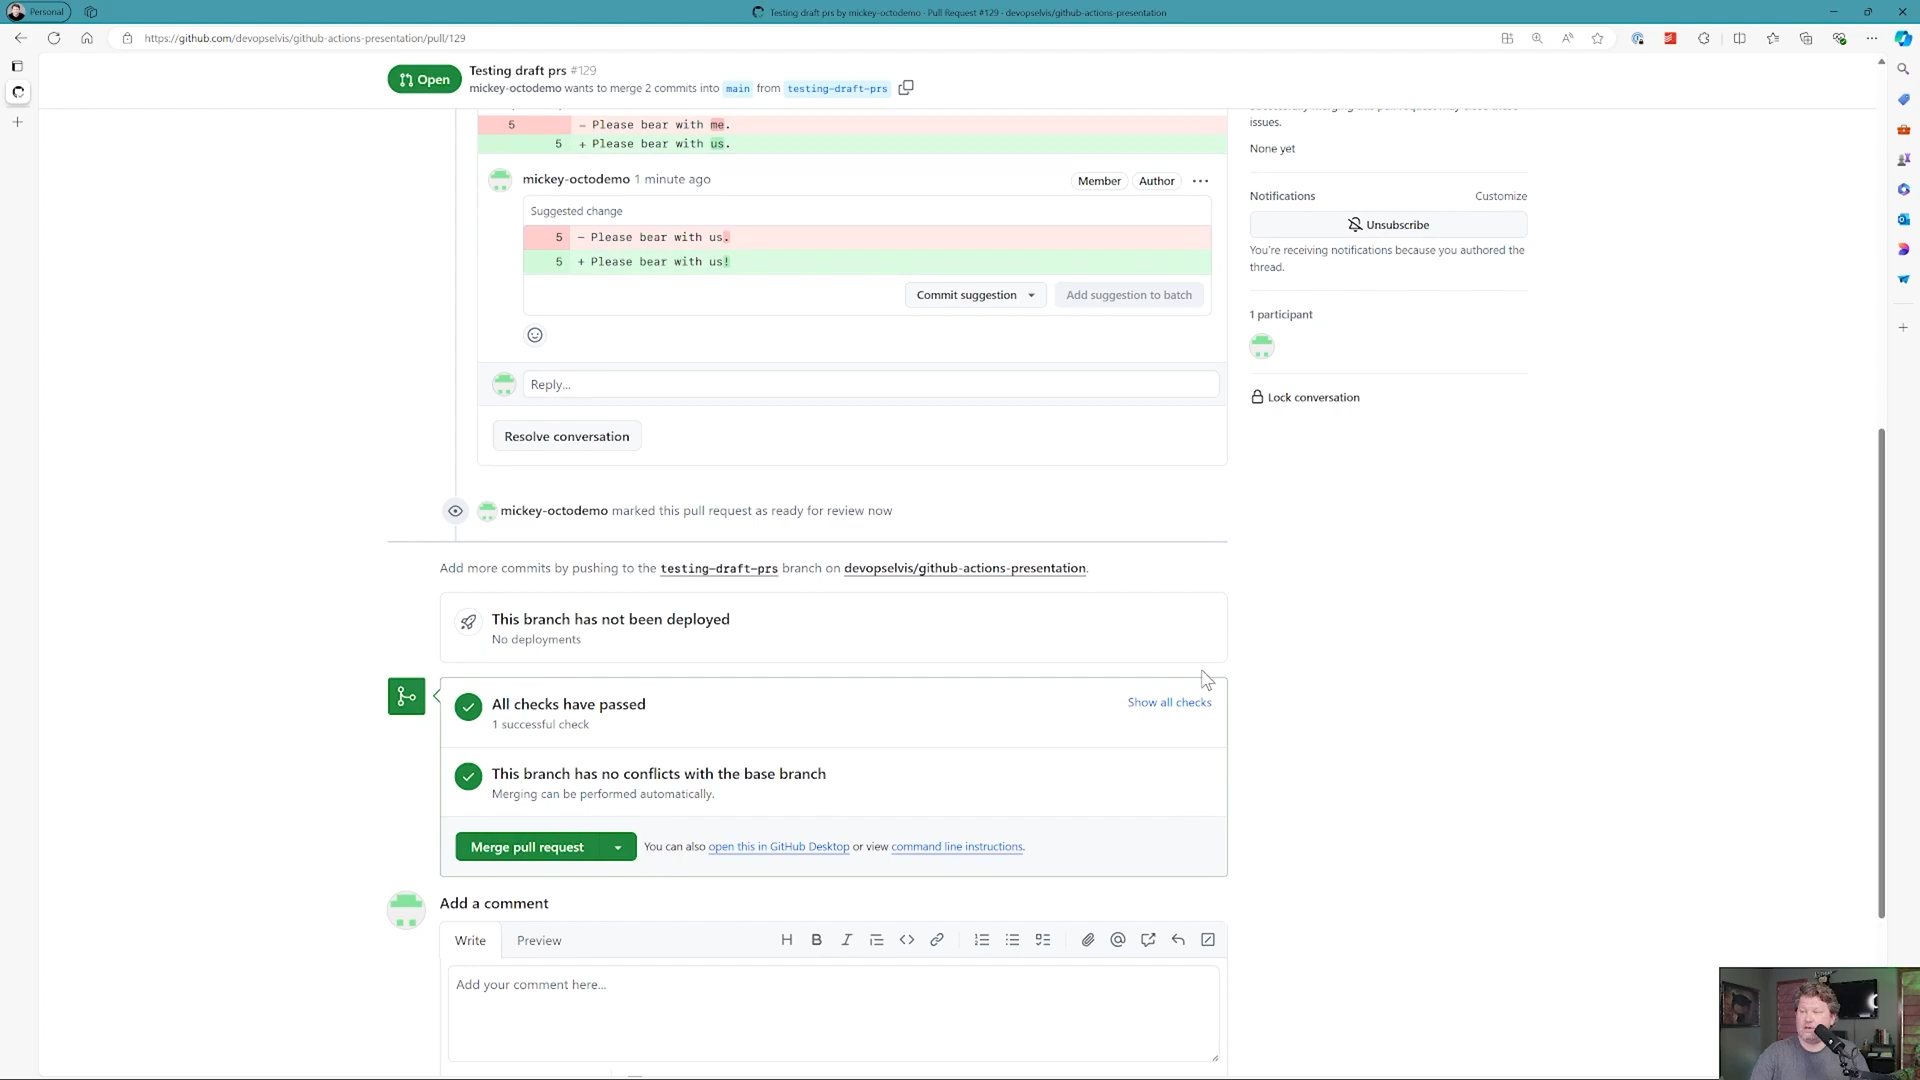 Personal
Testing draft prs by mickey-octodemo · Pull Request #129 · devopselvis/github-actions-presentation
https://github.com/devopselvis/github-actions-presentation/pull/129
Open
Testing draft prs #129
mickey-octodemo wants to merge 2 commits into main from testing-draft-prs
5 − Please bear with me.
5 + Please bear with us.
mickey-octodemo 1 minute ago
Member Author
Suggested change
5 − Please bear with us.
5 + Please bear with us!
Commit suggestion
Add suggestion to batch
Reply...
Resolve conversation
mickey-octodemo marked this pull request as ready for review now
Add more commits by pushing to the testing-draft-prs branch on devopselvis/github-actions-presentation.
This branch has not been deployed
No deployments
All checks have passed
1 successful check
Show all checks
This branch has no conflicts with the base branch
Merging can be performed automatically.
Merge pull request
You can also open this in GitHub Desktop or view command line instructions.
Add a comment
Write
Preview
Add your comment here...
issues.
None yet
Notifications
Customize
Unsubscribe
You're receiving notifications because you authored the
thread.
1 participant
Lock conversation